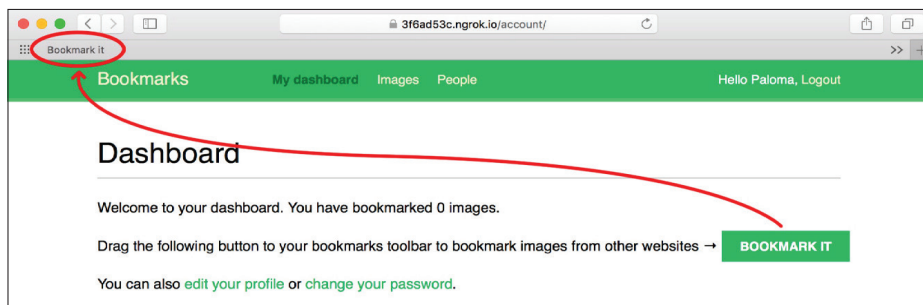 3f6ad53c.ngrok.io/account/
Bookmark it >>
Bookmarks My dashboard Images People Hello Paloma, Logout
Dashboard
Welcome to your dashboard. You have bookmarked 0 images.
Drag the following button to your bookmarks toolbar to bookmark images from other websites → BOOKMARK IT
You can also edit your profile or change your password.